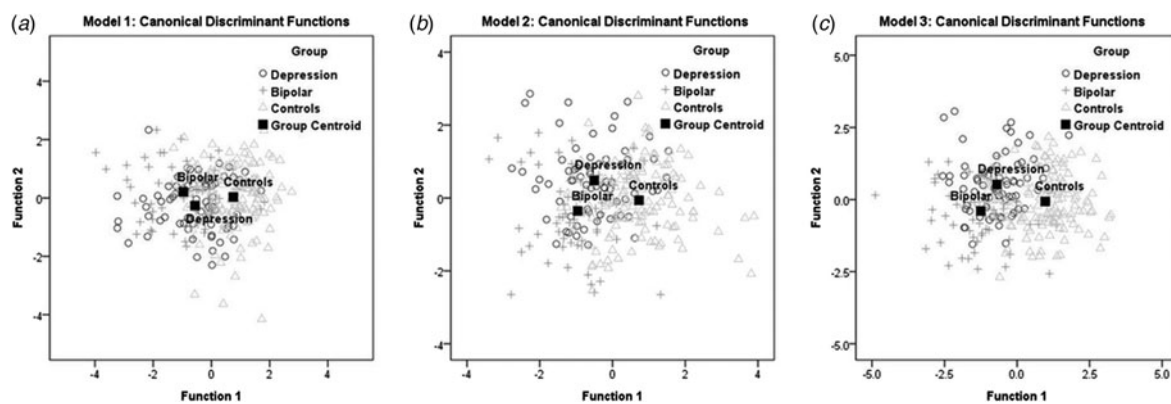 (a)
Model 1: Canonical Discriminant Functions
Group
Depression
Bipolar
Controls
Group Centroid
Bipolar
Controls
Depression
Function 2
4
2
0
-2
-4
-4
-2
0
2
4
Function 1
(b)
Model 2: Canonical Discriminant Functions
Group
Depression
Bipolar
Controls
Group Centroid
Depression
Controls
Bipolar
Function 2
4
2
0
-2
-4
-4
-2
0
2
4
Function 1
(c)
Model 3: Canonical Discriminant Functions
Group
Depression
Bipolar
Controls
Group Centroid
Depression
Bipolar
Controls
Function 2
5.0
2.5
0.0
-2.5
-5.0
-5.0
-2.5
0.0
2.5
5.0
Function 1